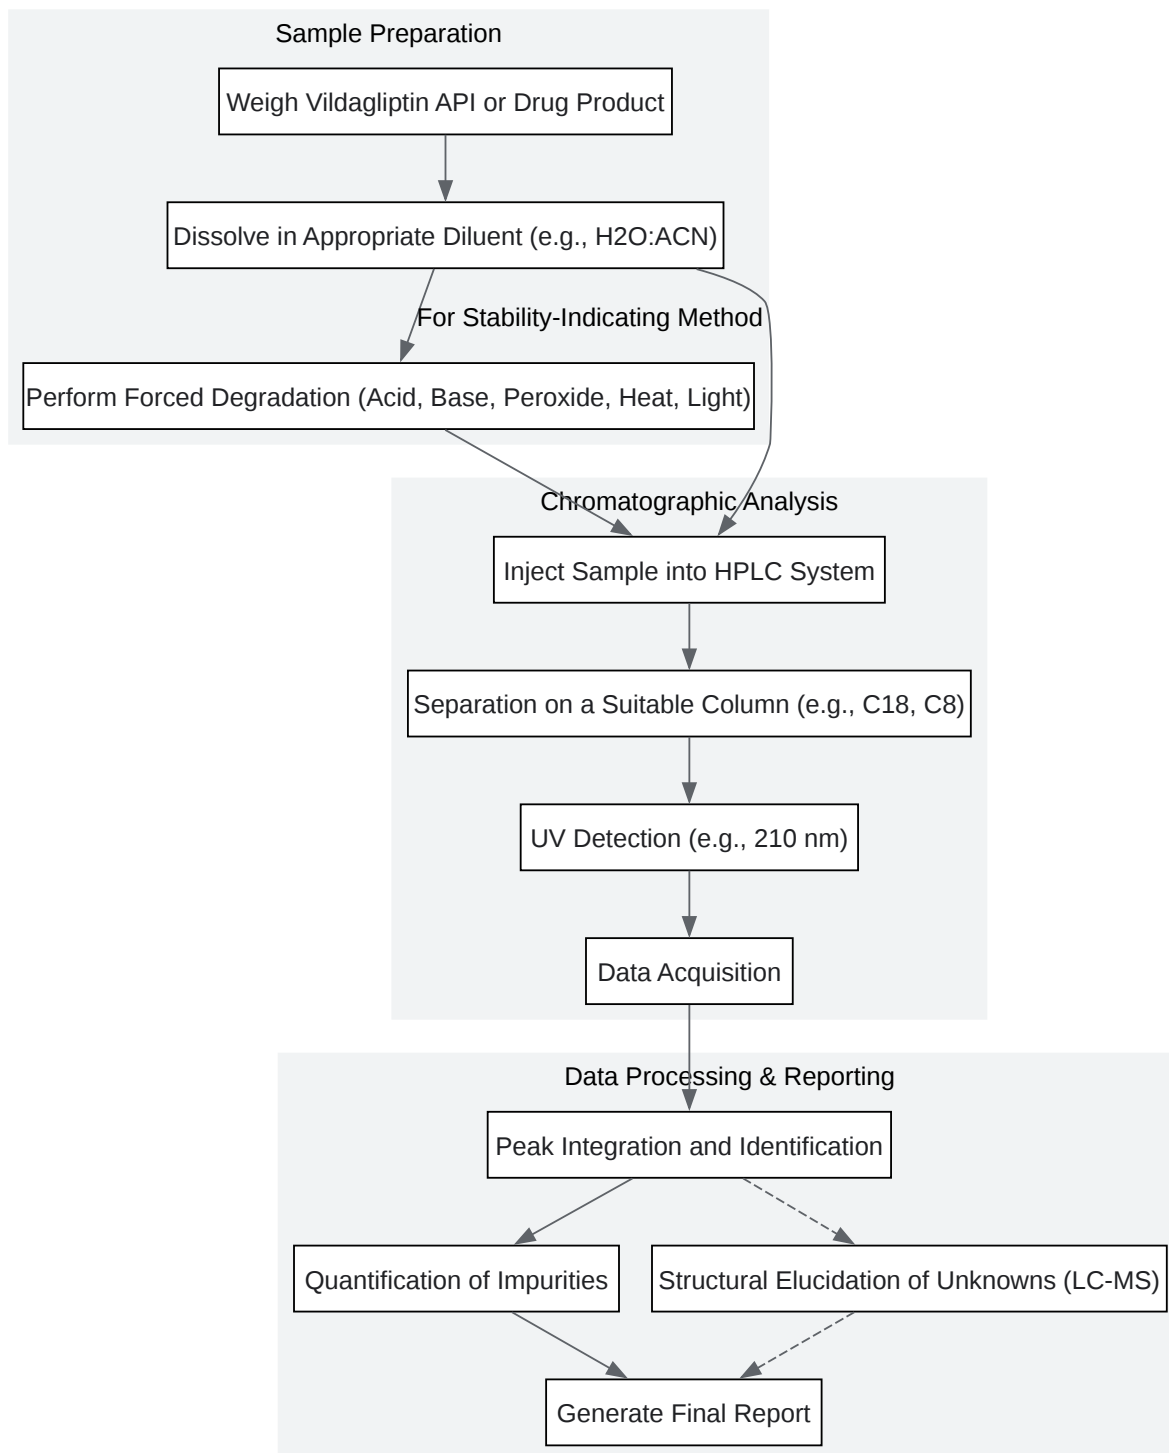 Sample Preparation
Weigh Vildagliptin API or Drug Product
Dissolve in Appropriate Diluent (e.g., H2O:ACN)
For Stability-Indicating Method
Perform Forced Degradation (Acid, Base, Peroxide, Heat, Light)
Chromatographic Analysis
Inject Sample into HPLC System
Separation on a Suitable Column (e.g., C18, C8)
UV Detection (e.g., 210 nm)
Data Acquisition
Data Processing & Reporting
Peak Integration and Identification
Quantification of Impurities
Structural Elucidation of Unknowns (LC-MS)
Generate Final Report